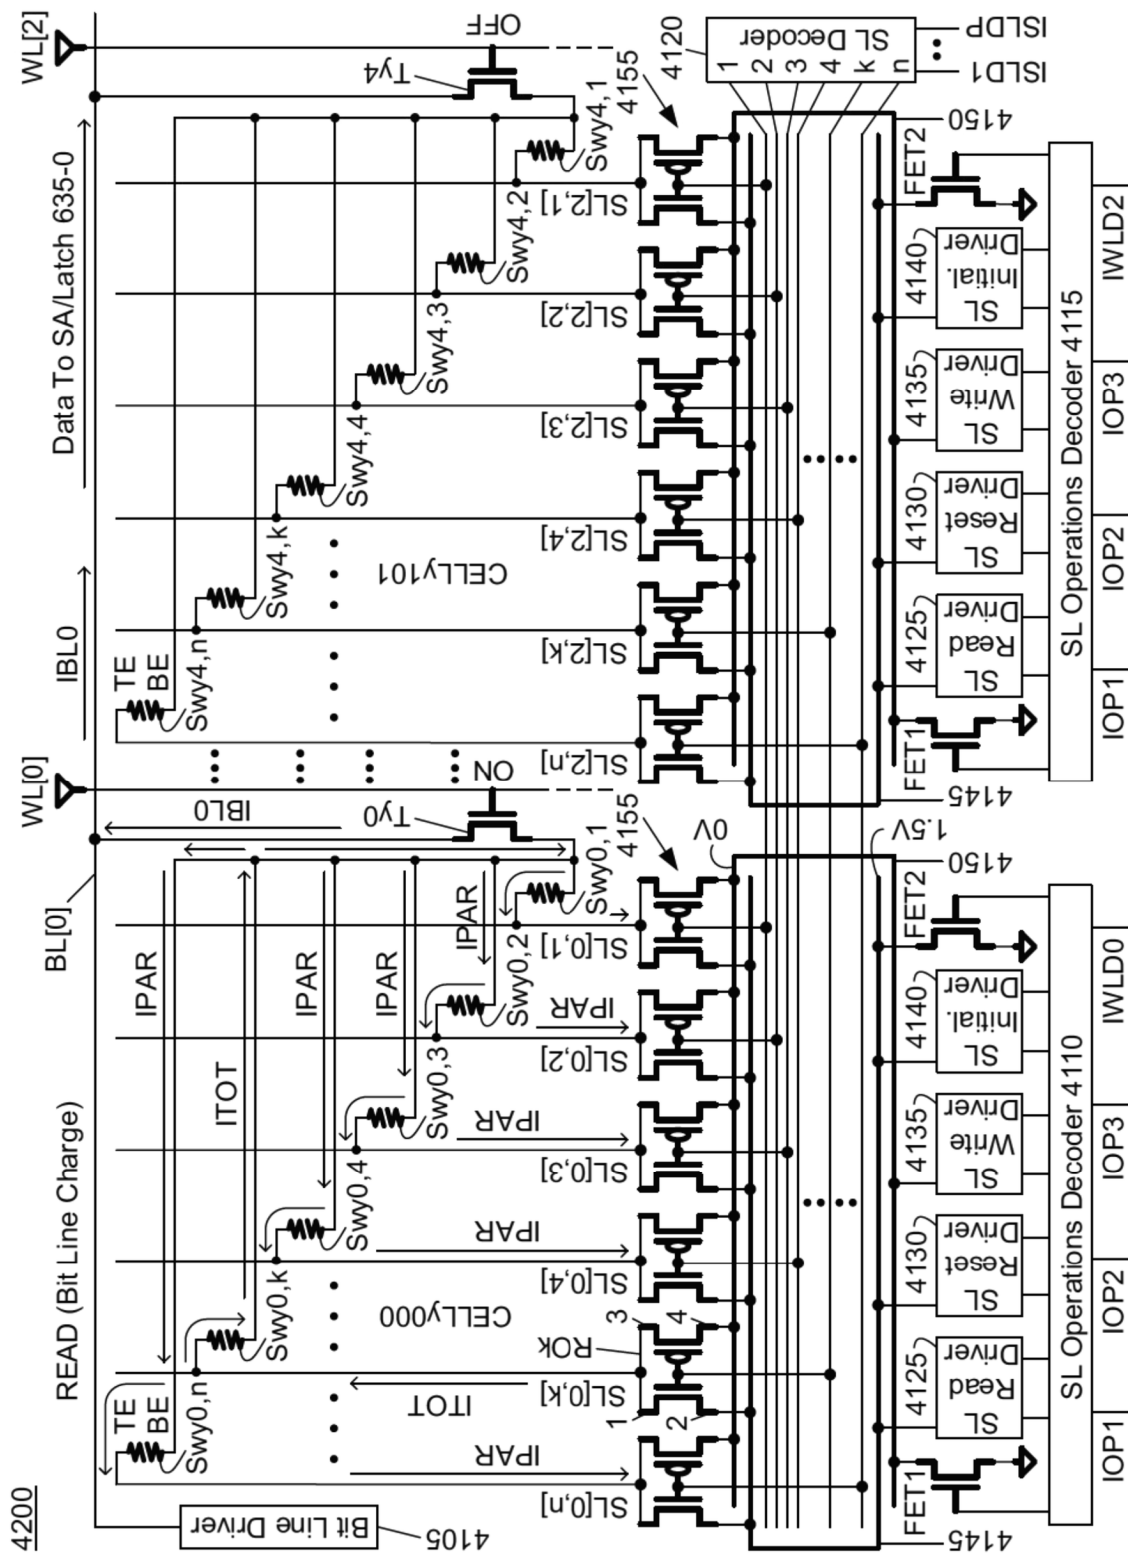 4200
READ (Bit Line Charge)
BL[0]
WL[0]
IBL0
Data To SA/Latch 635-0
WL[2]
Bit Line Driver
4105
TE
BE
IPAR
ITOT
IPAR
IPAR
IPAR
IBL0
Ty0
ON
Swy0,n
Swy0,k
Swy0,4
Swy0,3
Swy0,2
Swy0,1
CELLy000
IPAR
ITOT
IPAR
IPAR
IPAR
TE
BE
Swy4,n
Swy4,k
Swy4,4
Swy4,3
Swy4,2
Swy4,1
CELLy101
Ty4
OFF
SL[0,n]
SL[0,k]
SL[0,4]
SL[0,3]
SL[0,2]
SL[0,1]
ROk
1
2
3
4
4155
SL[2,n]
SL[2,k]
SL[2,4]
SL[2,3]
SL[2,2]
SL[2,1]
4155
4120
SL Decoder
1
2
3
4
k
n
ISLD1
ISLDP
0V
1.5V
FET1
4145
SL
Read
Driver
4125
SL
Reset
Driver
4130
SL
Write
Driver
4135
SL
Initial.
Driver
4140
FET2
4150
SL Operations Decoder 4110
IOP1
IOP2
IOP3
IWLD0
FET1
4145
SL
Read
Driver
4125
SL
Reset
Driver
4130
SL
Write
Driver
4135
SL
Initial.
Driver
4140
FET2
4150
SL Operations Decoder 4115
IOP1
IOP2
IOP3
IWLD2